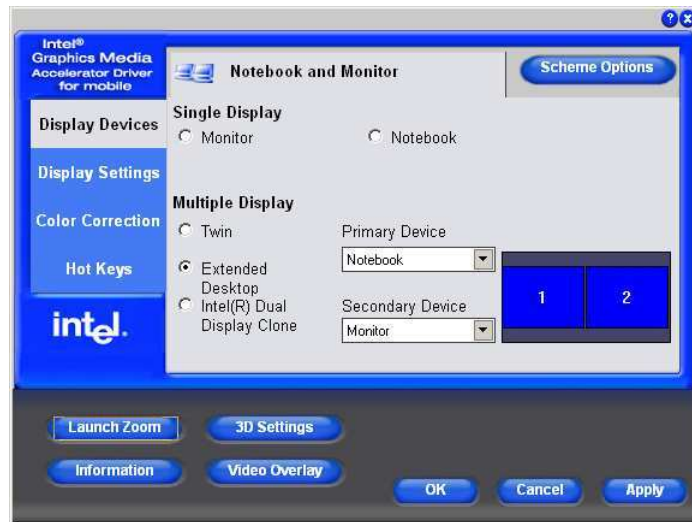 Intel®
Graphics Media
Accelerator Driver
for mobile
Notebook and Monitor
Scheme Options
Display Devices
Display Settings
Color Correction
Hot Keys
intel.
Single Display
Monitor
Notebook
Multiple Display
Twin
Extended
Desktop
Intel(R) Dual
Display Clone
Primary Device
Notebook
Secondary Device
Monitor
1
2
Launch Zoom
3D Settings
Information
Video Overlay
OK
Cancel
Apply